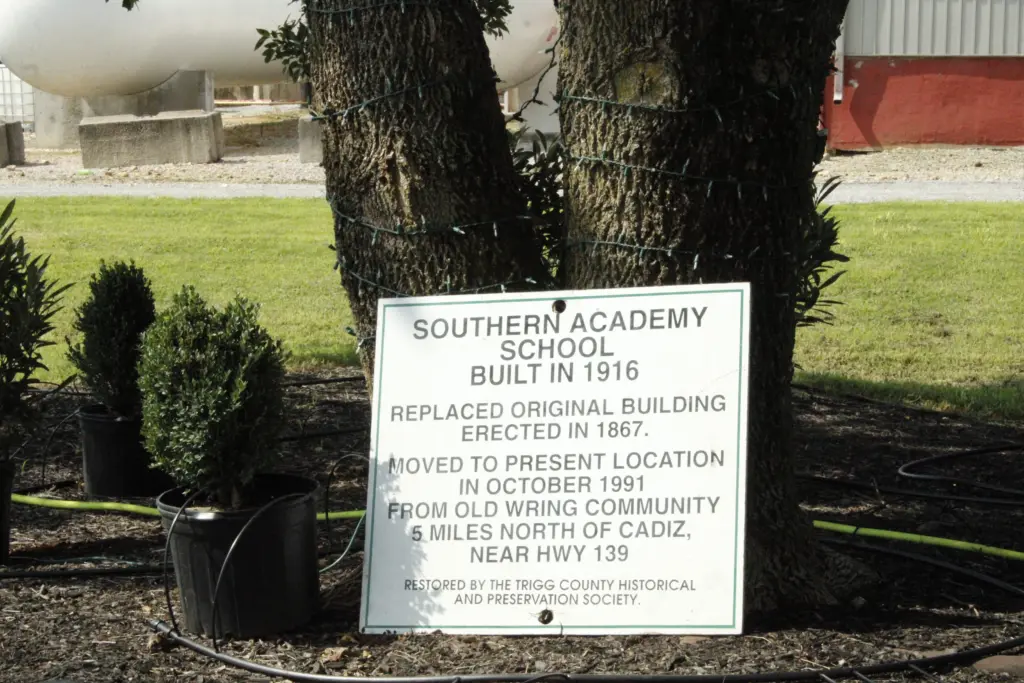 SOUTHERN ACADEMY
SCHOOL
BUILT IN 1916
REPLACED ORIGINAL BUILDING
ERECTED IN 1867.
MOVED TO PRESENT LOCATION
IN OCTOBER 1991
FROM OLD WRING COMMUNITY
5 MILES NORTH OF CADIZ,
NEAR HWY 139
RESTORED BY THE TRIGG COUNTY HISTORICAL
AND PRESERVATION SOCIETY.